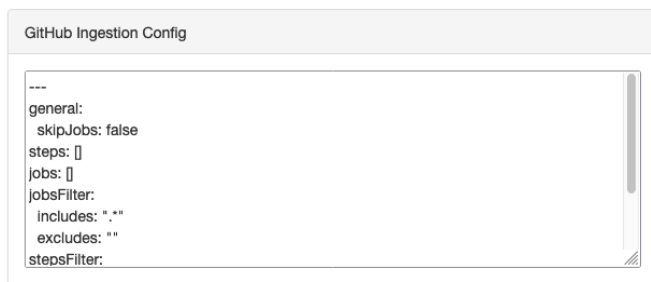 GitHub Ingestion Config
---
general:
  skipJobs: false
steps: []
jobs: []
jobsFilter:
  includes: ".*"
  excludes: ""
stepsFilter: